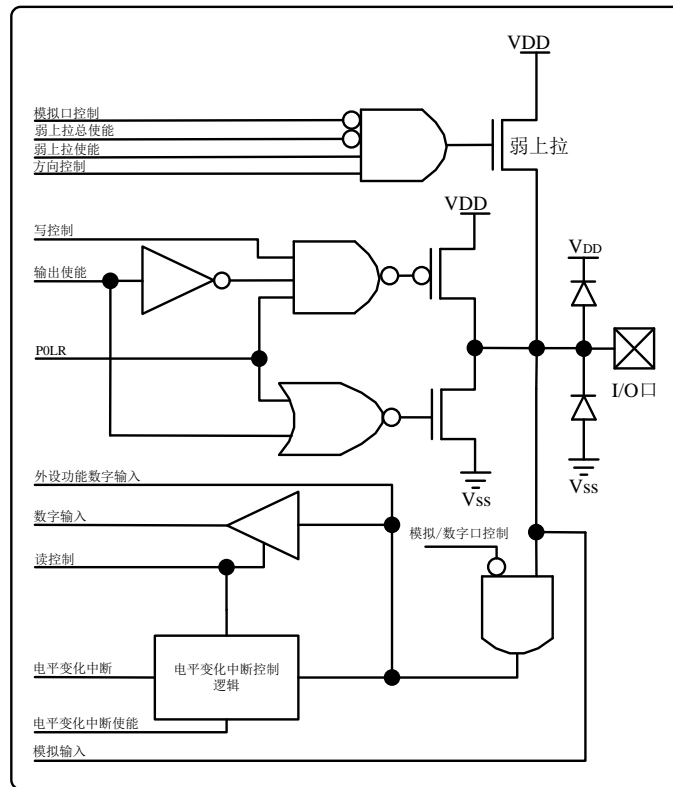 VDD
模拟口控制
弱上拉总使能
弱上拉使能
方向控制
弱上拉
VDD
写控制
输出使能
VDD
P0LR
I/O口
外设功能数字输入
Vss
Vss
数字输入
模拟/数字口控制
读控制
电平变化中断
电平变化中断控制
逻辑
电平变化中断使能
模拟输入